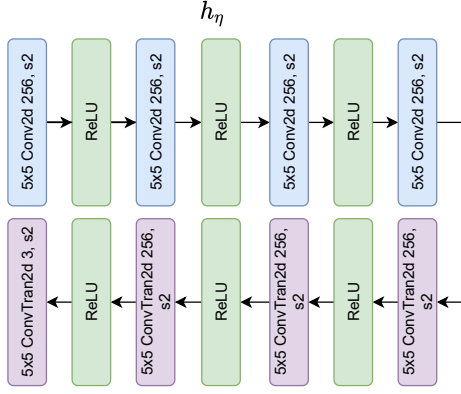 h_η
5x5 Conv2d 256, s2
ReLU
5x5 Conv2d 256, s2
ReLU
5x5 Conv2d 256, s2
ReLU
5x5 Conv2d 256, s2
5x5 ConvTran2d 3, s2
ReLU
5x5 ConvTran2d 256,
s2
ReLU
5x5 ConvTran2d 256,
s2
ReLU
5x5 ConvTran2d 256,
s2